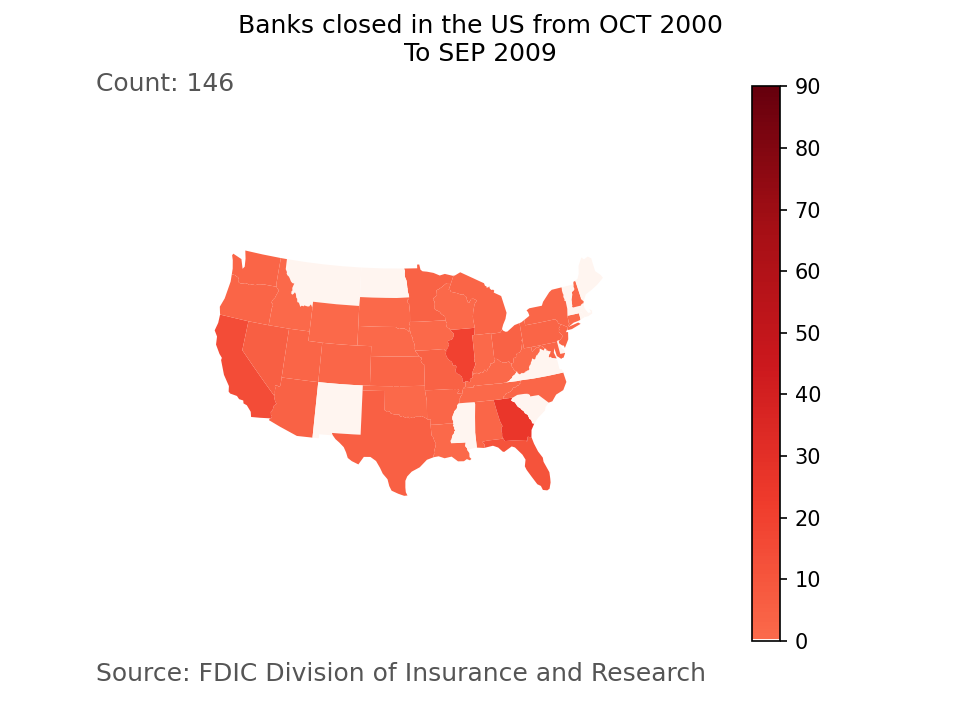 Banks closed in the US from OCT 2000
To SEP 2009
Count: 146
90
80
70
60
50
40
30
20
10
0
Source: FDIC Division of Insurance and Research